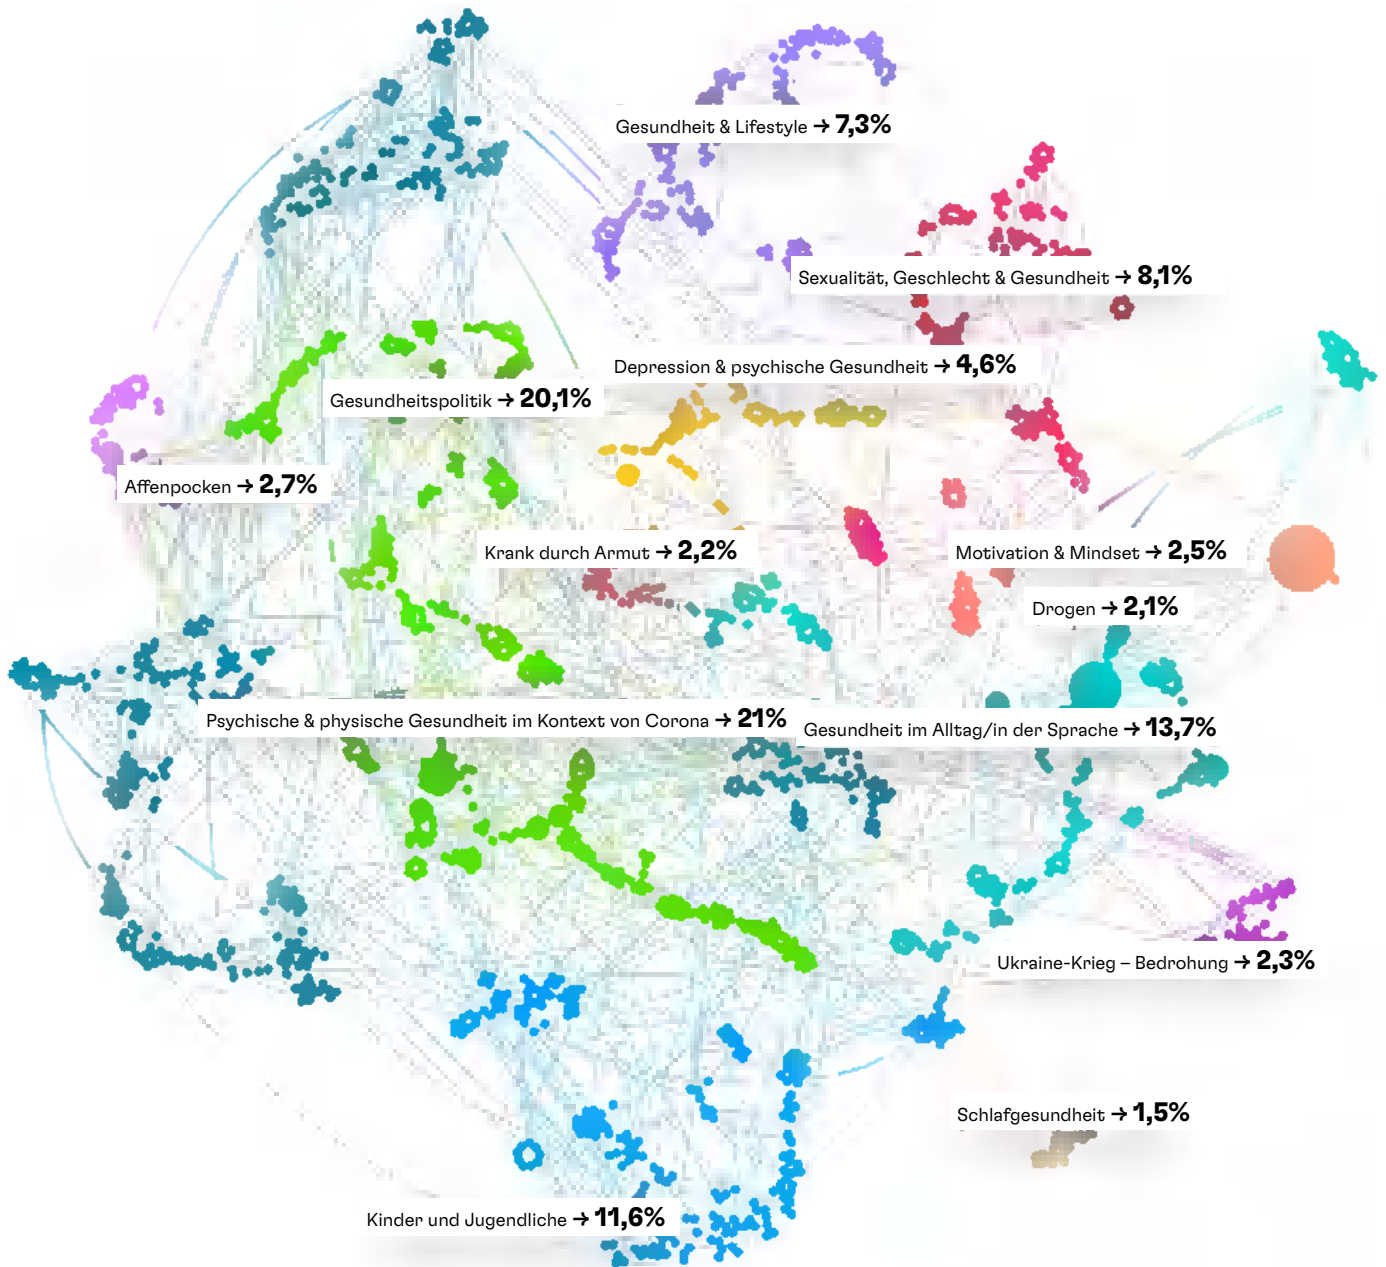 Gesundheit & Lifestyle → 7,3%
Sexualität, Geschlecht & Gesundheit → 8,1%
Depression & psychische Gesundheit → 4,6%
Gesundheitspolitik → 20,1%
Affenpocken → 2,7%
Krank durch Armut → 2,2%
Motivation & Mindset → 2,5%
Drogen → 2,1%
Psychische & physische Gesundheit im Kontext von Corona → 21%
Gesundheit im Alltag/in der Sprache → 13,7%
Ukraine-Krieg – Bedrohung → 2,3%
Schlafgesundheit → 1,5%
Kinder und Jugendliche → 11,6%